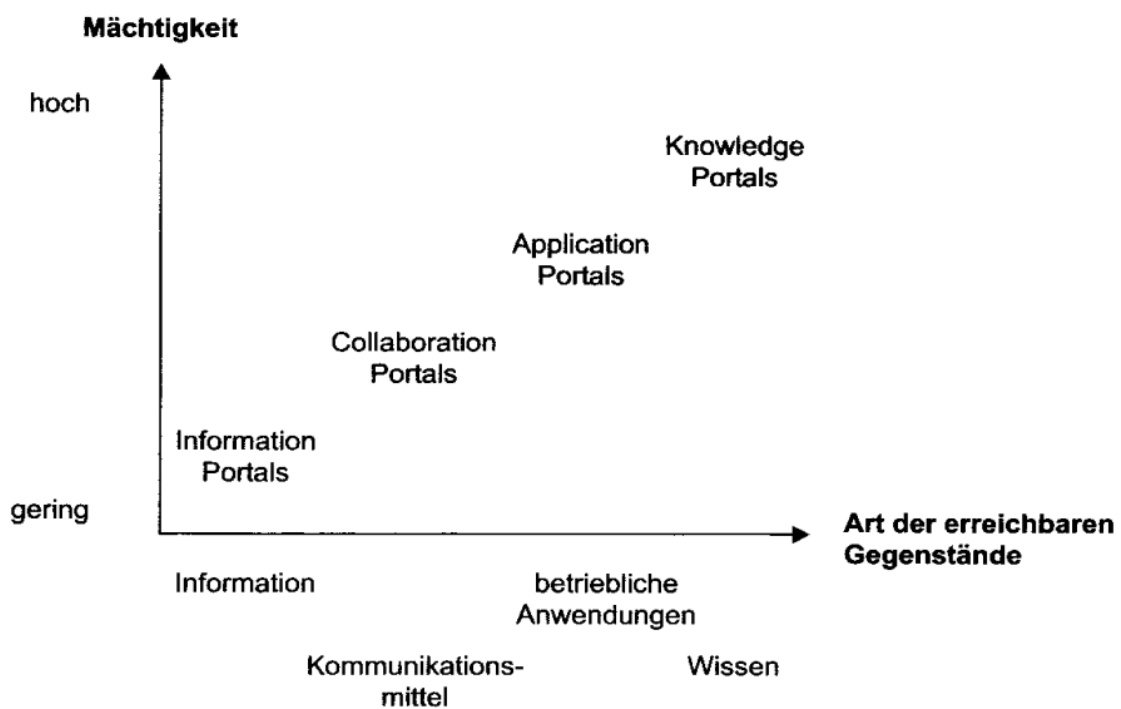 Mächtigkeit
hoch
Knowledge
Portals
Application
Portals
Collaboration
Portals
Information
Portals
gering
Art der erreichbaren
Gegenstände
Information
betriebliche
Anwendungen
Kommunikations-
mittel
Wissen